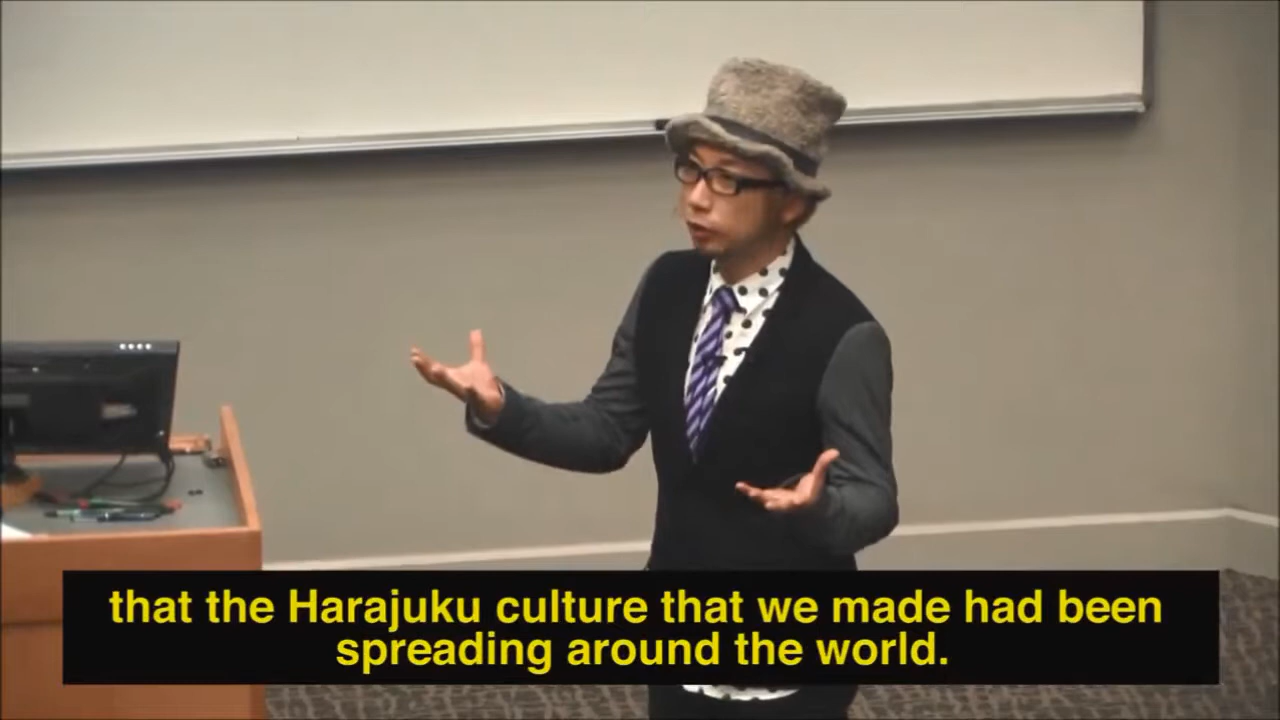 that the Harajuku culture that we made had been
spreading around the world.